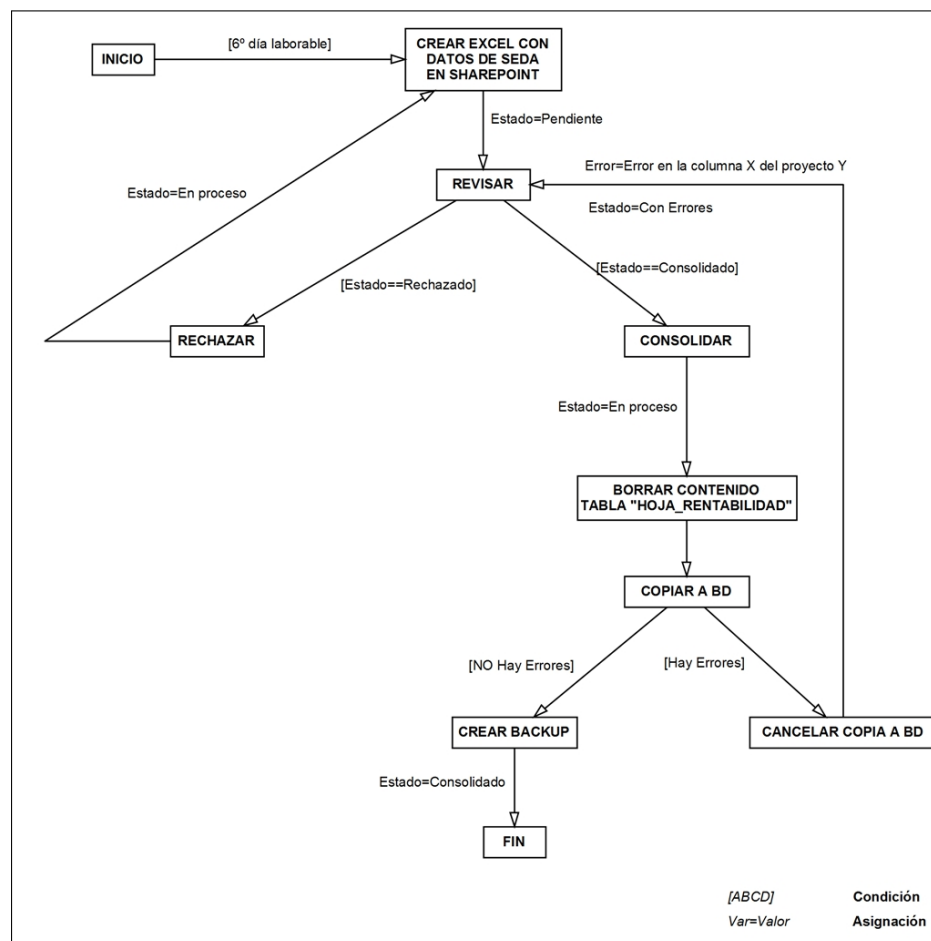 INICIO
[6º día laborable]
CREAR EXCEL CON
DATOS DE SEDA
EN SHAREPOINT
Estado=Pendiente
Error=Error en la columna X del proyecto Y
Estado=En proceso
REVISAR
Estado=Con Errores
[Estado==Rechazado]
[Estado==Consolidado]
RECHAZAR
CONSOLIDAR
Estado=En proceso
BORRAR CONTENIDO
TABLA "HOJA_RENTABILIDAD"
COPIAR A BD
[NO Hay Errores]
[Hay Errores]
CREAR BACKUP
CANCELAR COPIA A BD
Estado=Consolidado
FIN
[ABCD] Condición
Var=Valor Asignación